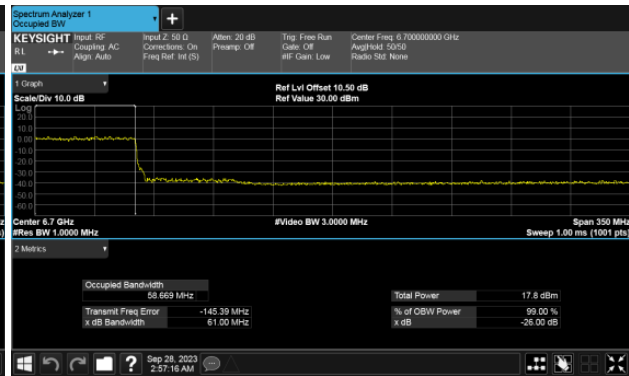 Spectrum Analyzer 1
Occupied BW
+
KEYSIGHT Input: RF Input Z: 50 Ω Atten: 20 dB Trig: Free Run Center Freq: 6.700000000 GHz
RL Coupling: AC Corrections: On Preamp: Off Gate: Off Avg|Hold: 50/50
Align: Auto Freq Ref: Int (S) #IF Gain: Low Radio Std: None
LXI
1 Graph
Ref Lvl Offset 10.50 dB
Scale/Div 10.0 dB Ref Value 30.00 dBm
Log
20.0
10.0
0.00
-10.0
-20.0
-30.0
-40.0
-50.0
-60.0
Center 6.7 GHz #Video BW 3.0000 MHz Span 350 MHz
#Res BW 1.0000 MHz Sweep 1.00 ms (1001 pts)
2 Metrics
Occupied Bandwidth
58.669 MHz Total Power 17.8 dBm
Transmit Freq Error -145.39 MHz % of OBW Power 99.00 %
x dB Bandwidth 61.00 MHz x dB -26.00 dB
? Sep 28, 2023
2:57:16 AM